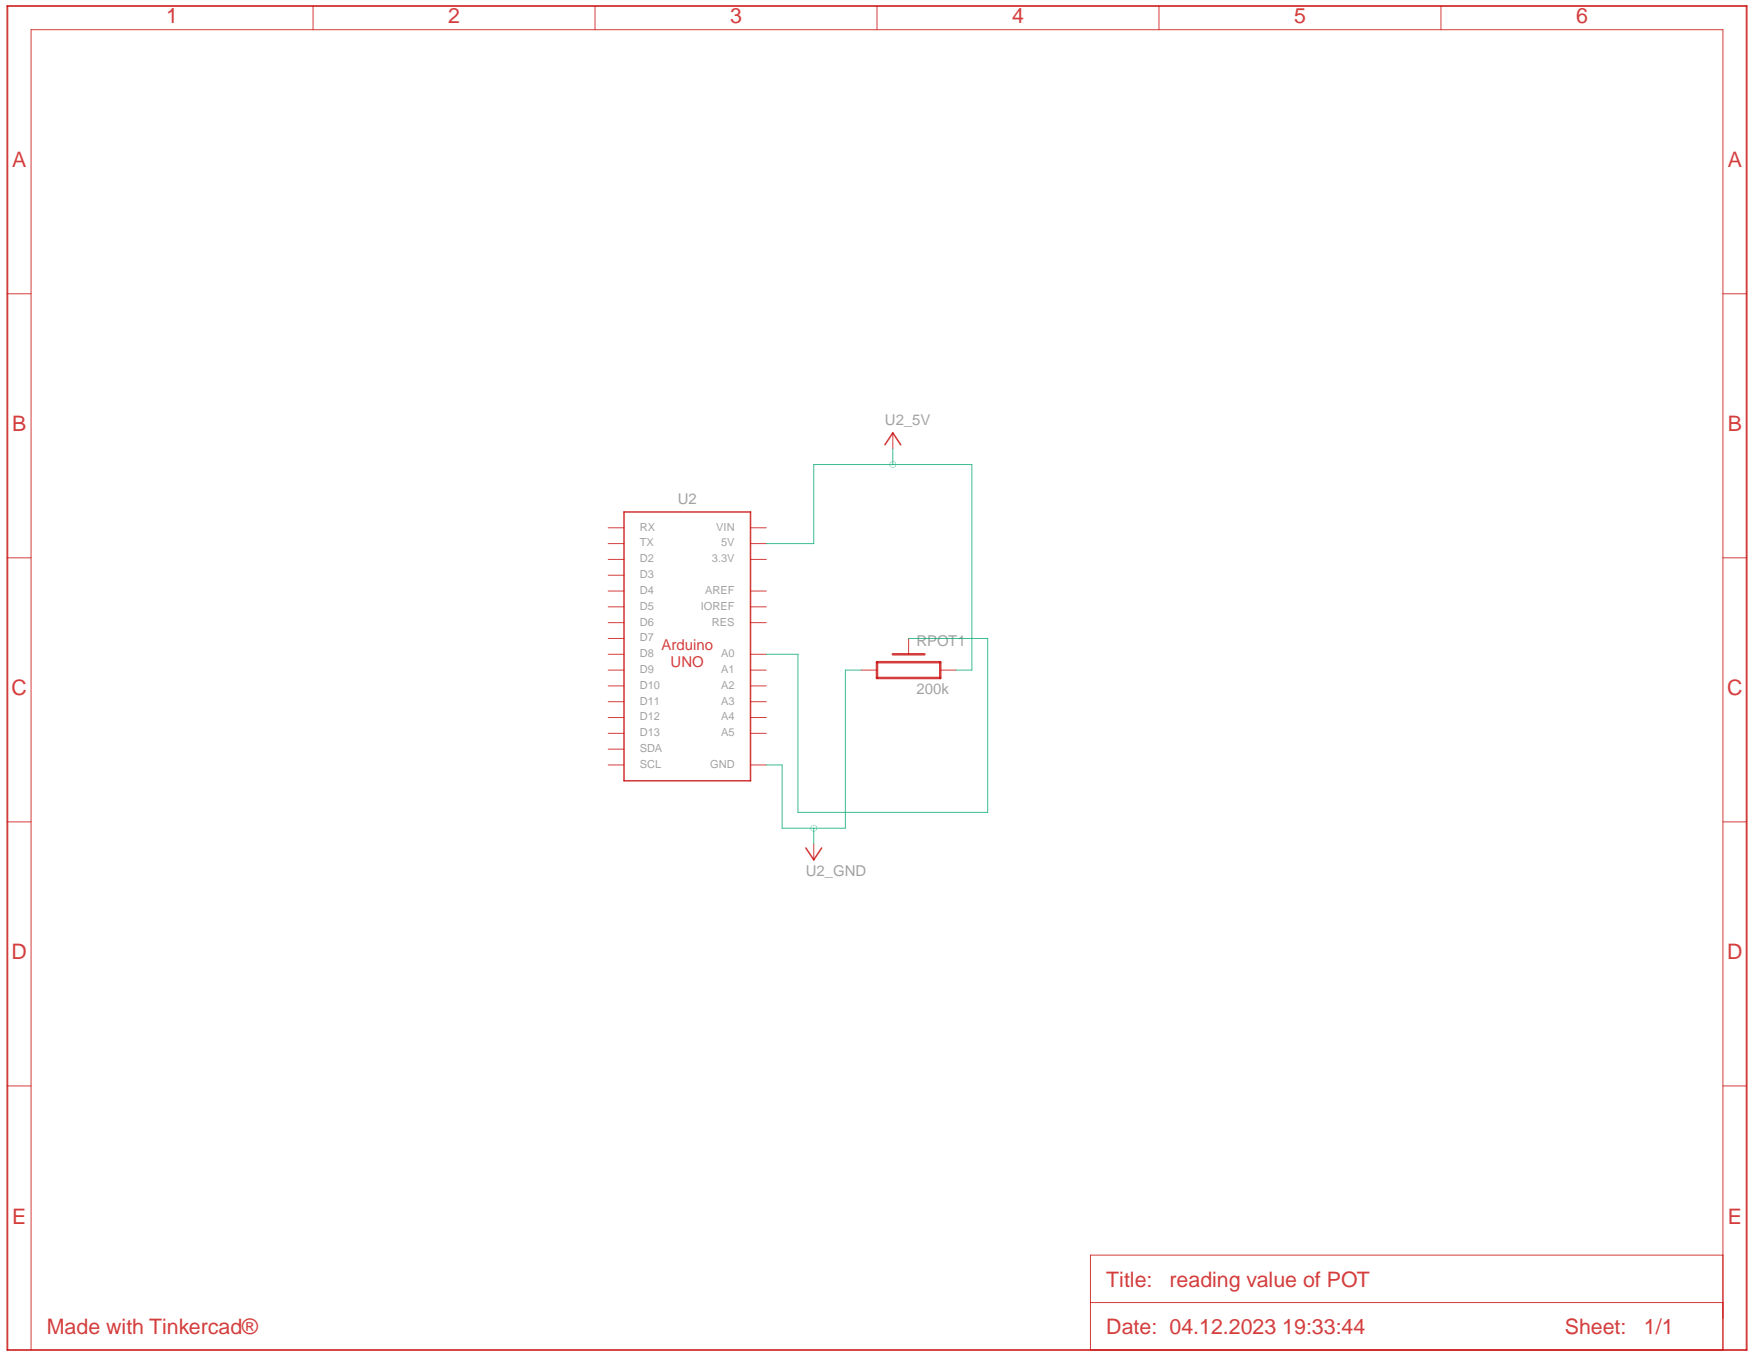 1 2 3 4 5 6
A A
B B
U2_5V
U2
RX VIN
TX 5V
D2 3.3V
D3
D4 AREF
D5 IOREF
D6 RES
D7
Arduino
UNO
D8 A0
D9 A1
D10 A2
D11 A3
D12 A4
D13 A5
SDA
SCL GND
RPOT1
200k
C C
U2_GND
D D
E E
Title: reading value of POT
Made with Tinkercad®
Date: 04.12.2023 19:33:44 Sheet: 1/1